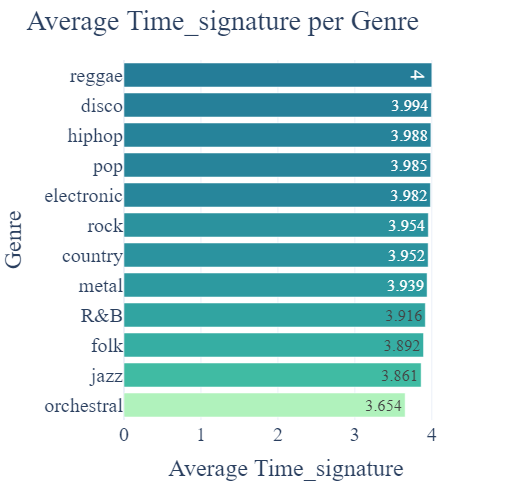 Average Time_signature per Genre
Genre
reggae 4
disco 3.994
hiphop 3.988
pop 3.985
electronic 3.982
rock 3.954
country 3.952
metal 3.939
R&B 3.916
folk 3.892
jazz 3.861
orchestral 3.654
0 1 2 3 4
Average Time_signature